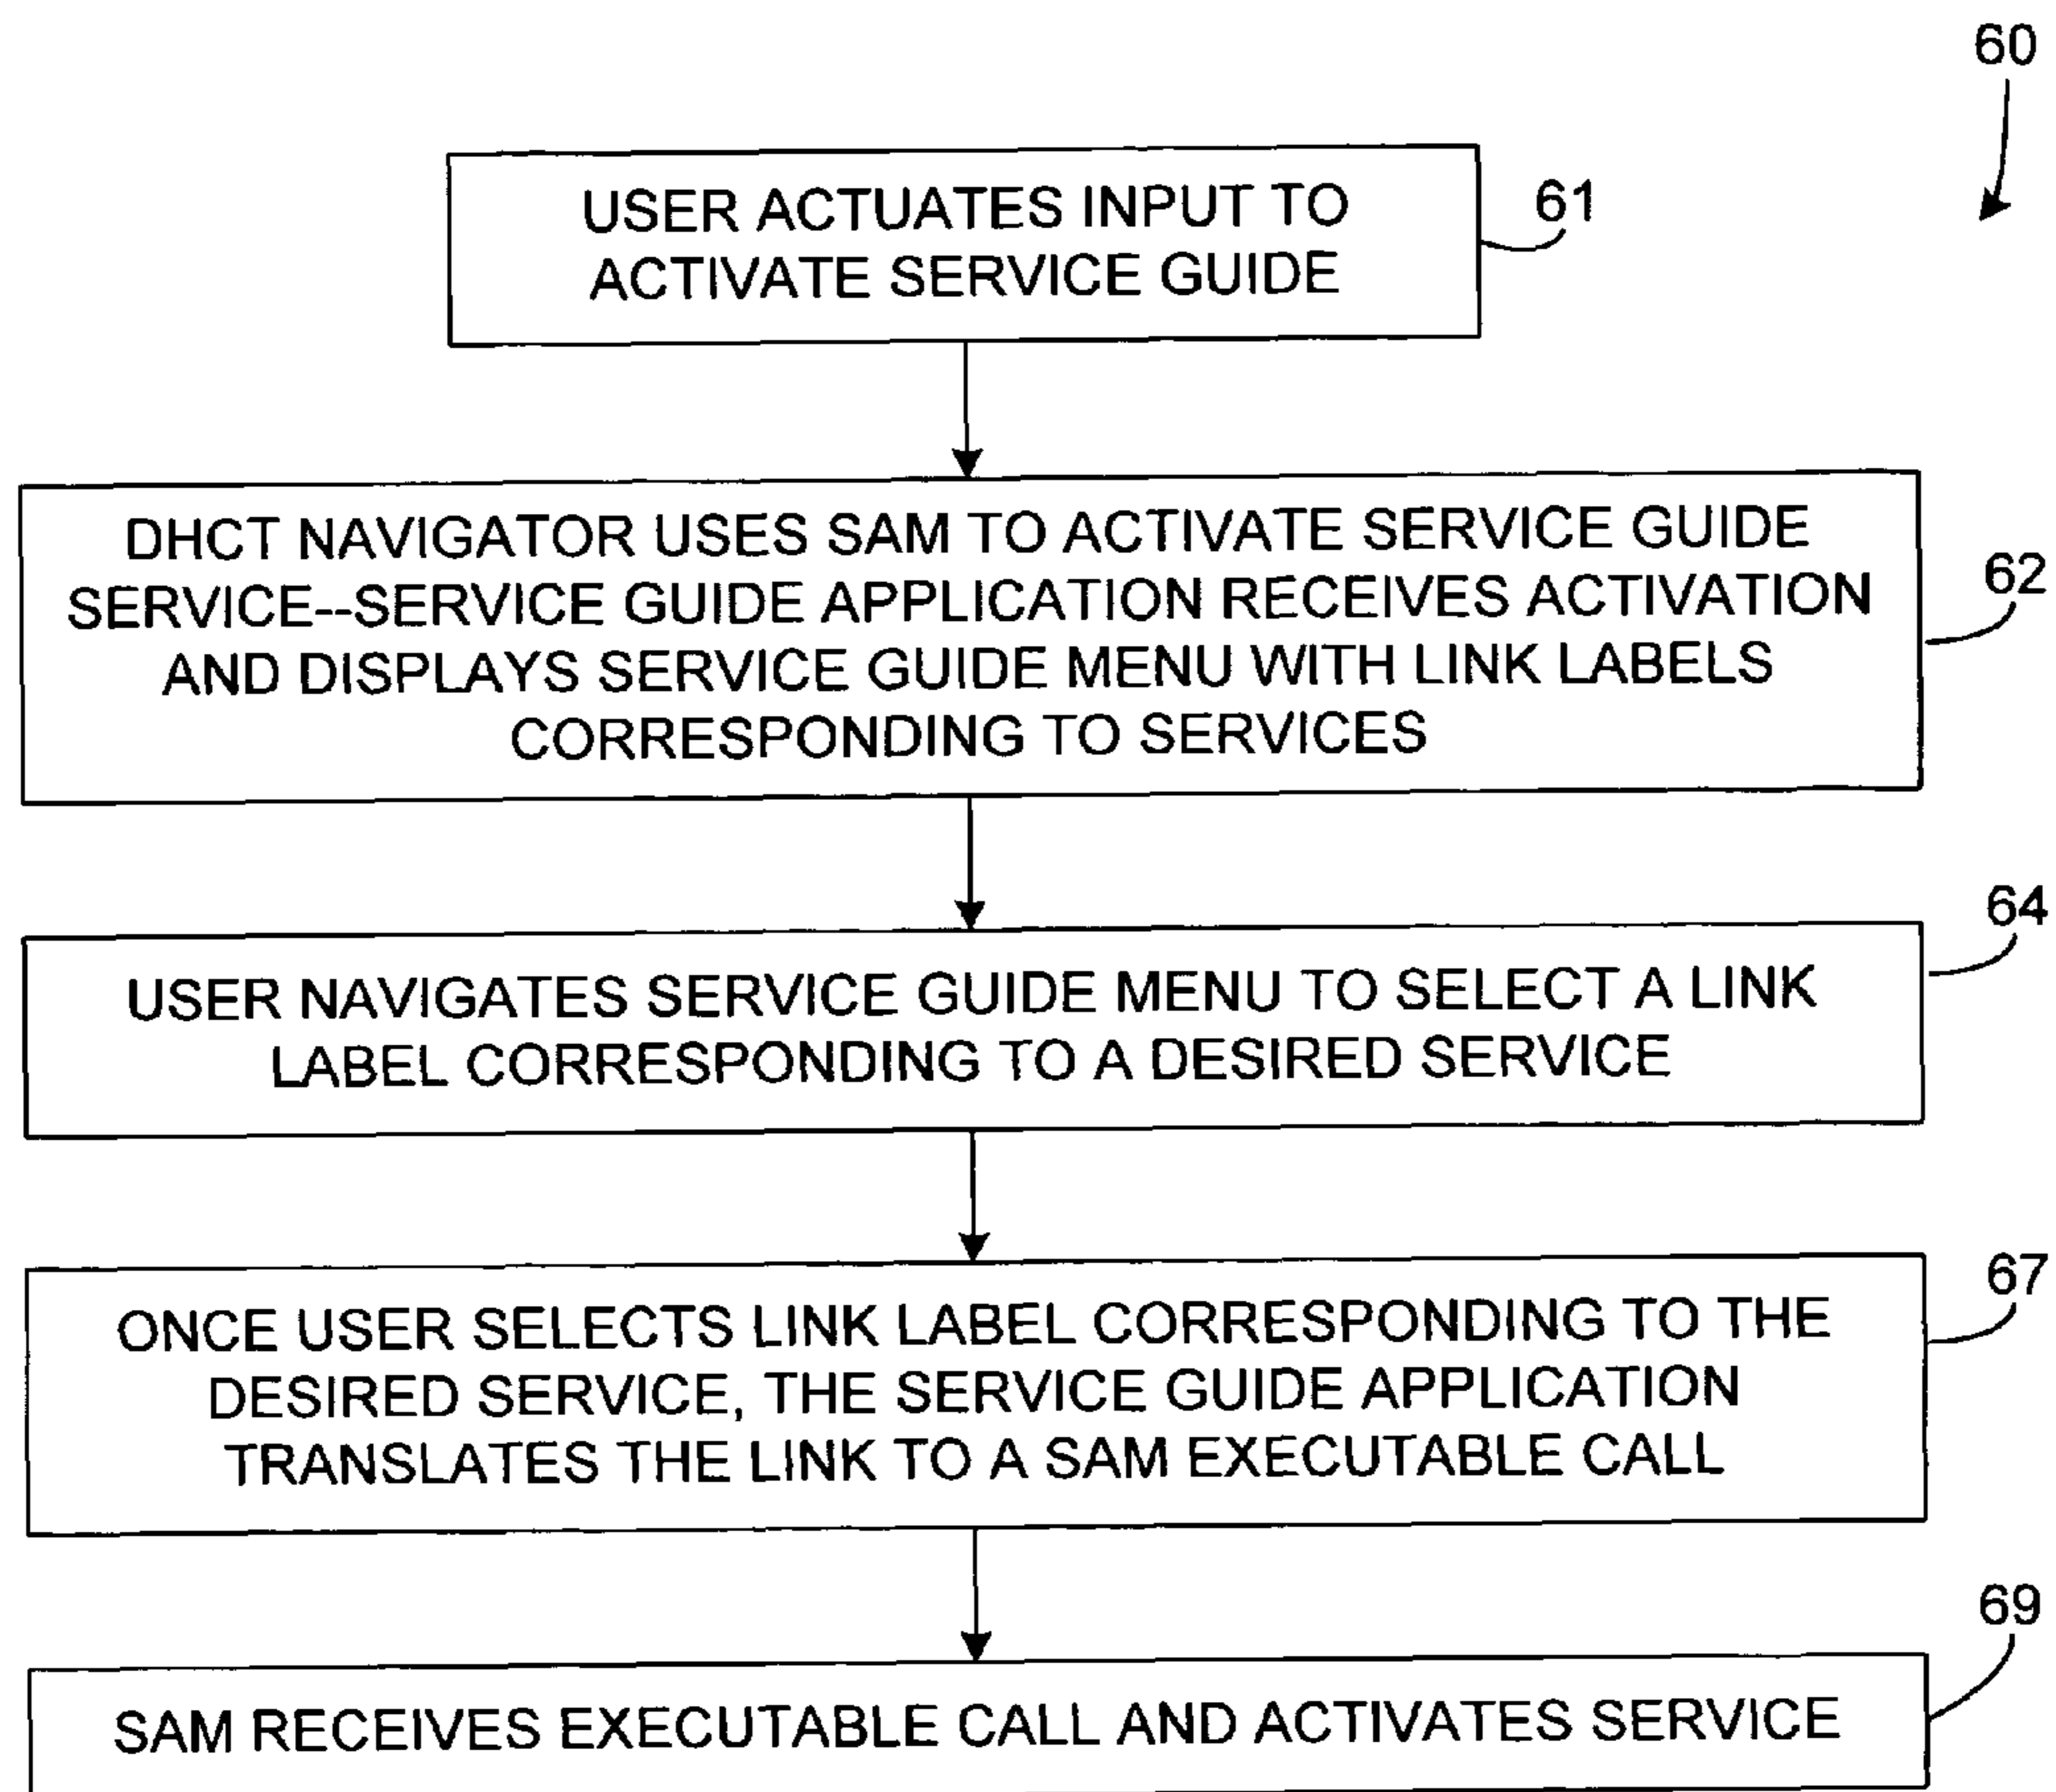 60
USER ACTUATES INPUT TO
ACTIVATE SERVICE GUIDE
61
DHCT NAVIGATOR USES SAM TO ACTIVATE SERVICE GUIDE
SERVICE--SERVICE GUIDE APPLICATION RECEIVES ACTIVATION
AND DISPLAYS SERVICE GUIDE MENU WITH LINK LABELS
CORRESPONDING TO SERVICES
62
64
USER NAVIGATES SERVICE GUIDE MENU TO SELECT A LINK
LABEL CORRESPONDING TO A DESIRED SERVICE
67
ONCE USER SELECTS LINK LABEL CORRESPONDING TO THE
DESIRED SERVICE, THE SERVICE GUIDE APPLICATION
TRANSLATES THE LINK TO A SAM EXECUTABLE CALL
69
SAM RECEIVES EXECUTABLE CALL AND ACTIVATES SERVICE